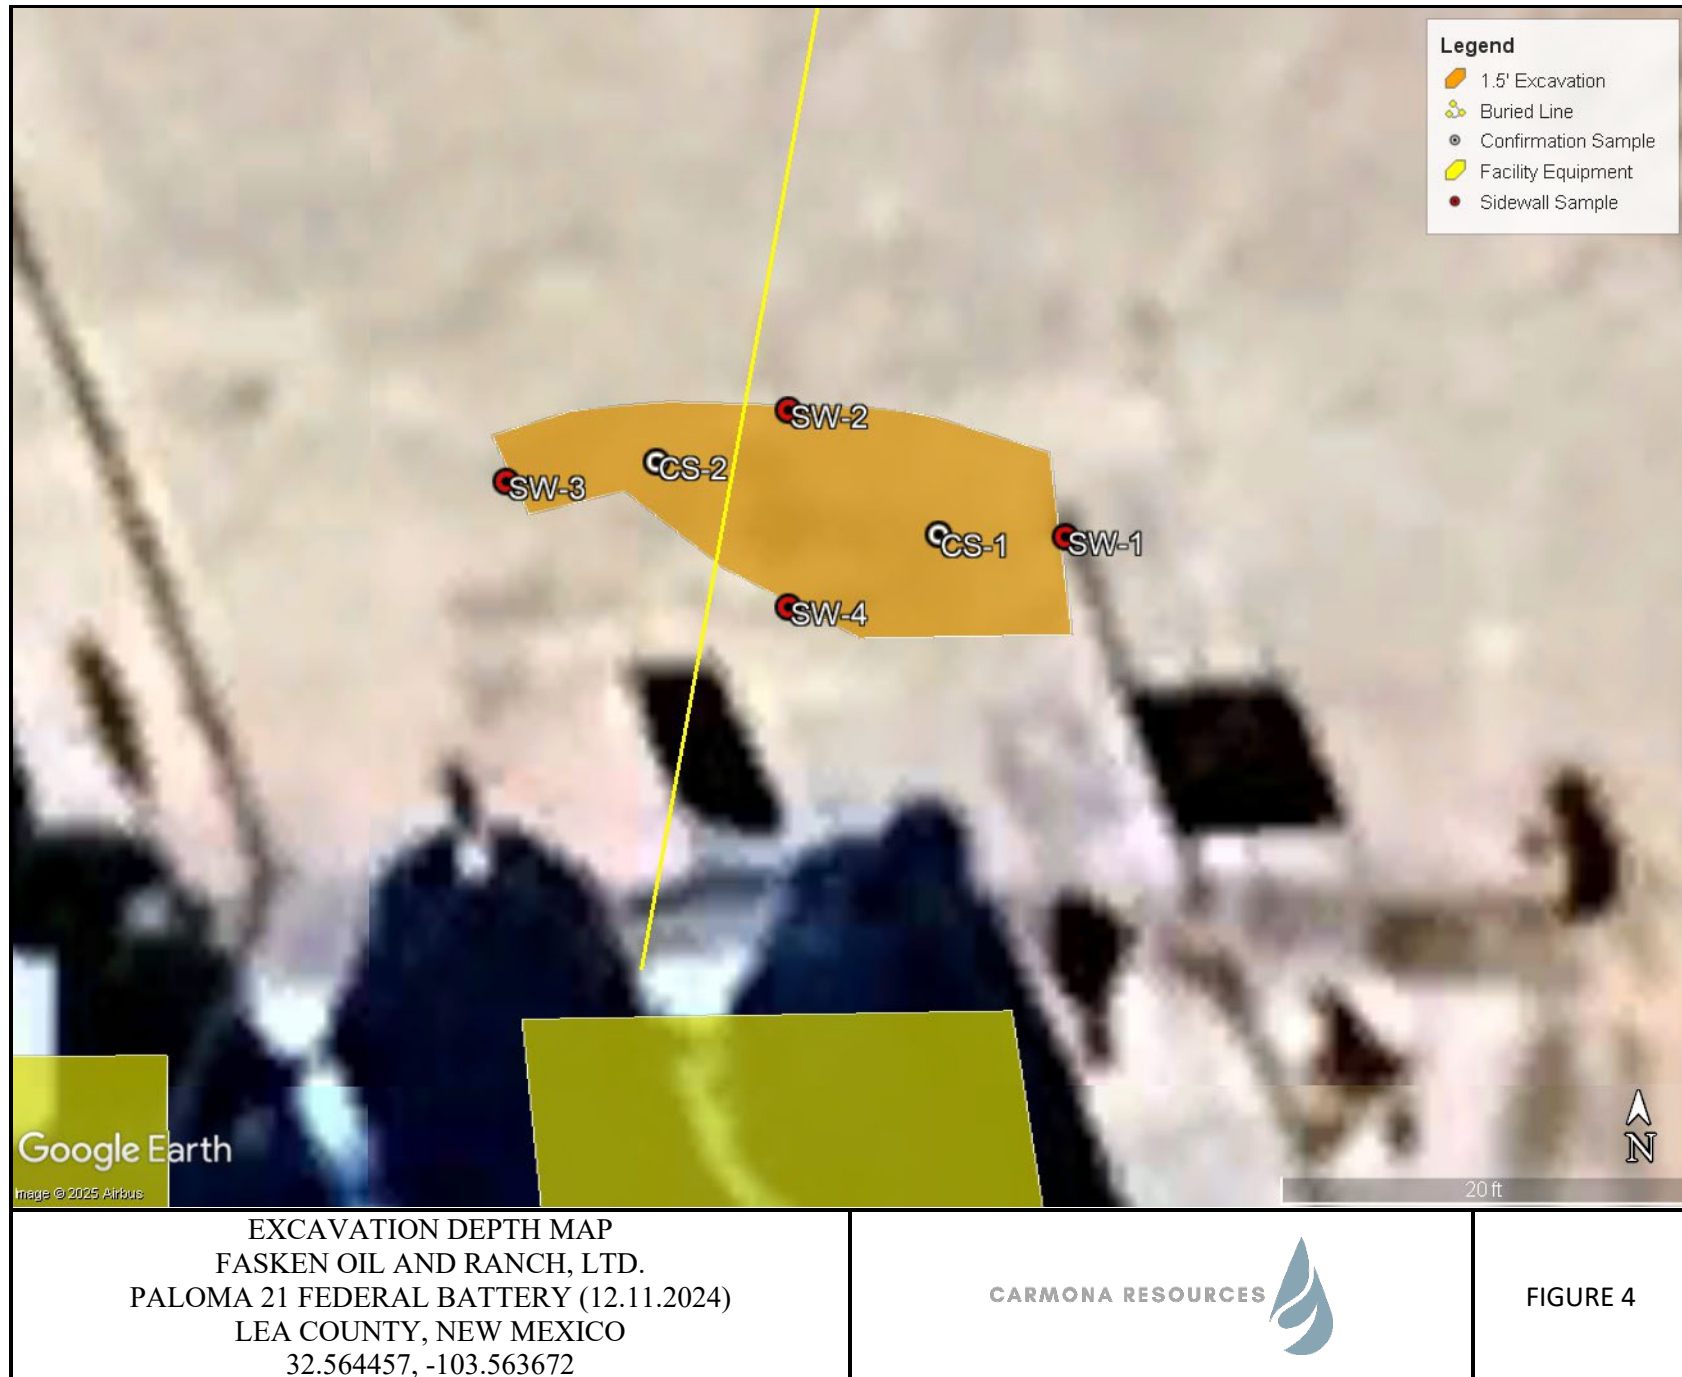 Legend
1.5' Excavation
Buried Line
Confirmation Sample
Facility Equipment
Sidewall Sample
SW-2
CS-2
SW-3
CS-1
SW-1
SW-4
N
Google Earth
Image © 2025 Airbus
20 ft
EXCAVATION DEPTH MAP
FASKEN OIL AND RANCH, LTD.
PALOMA 21 FEDERAL BATTERY (12.11.2024)
LEA COUNTY, NEW MEXICO
32.564457, -103.563672
CARMONA RESOURCES
FIGURE 4